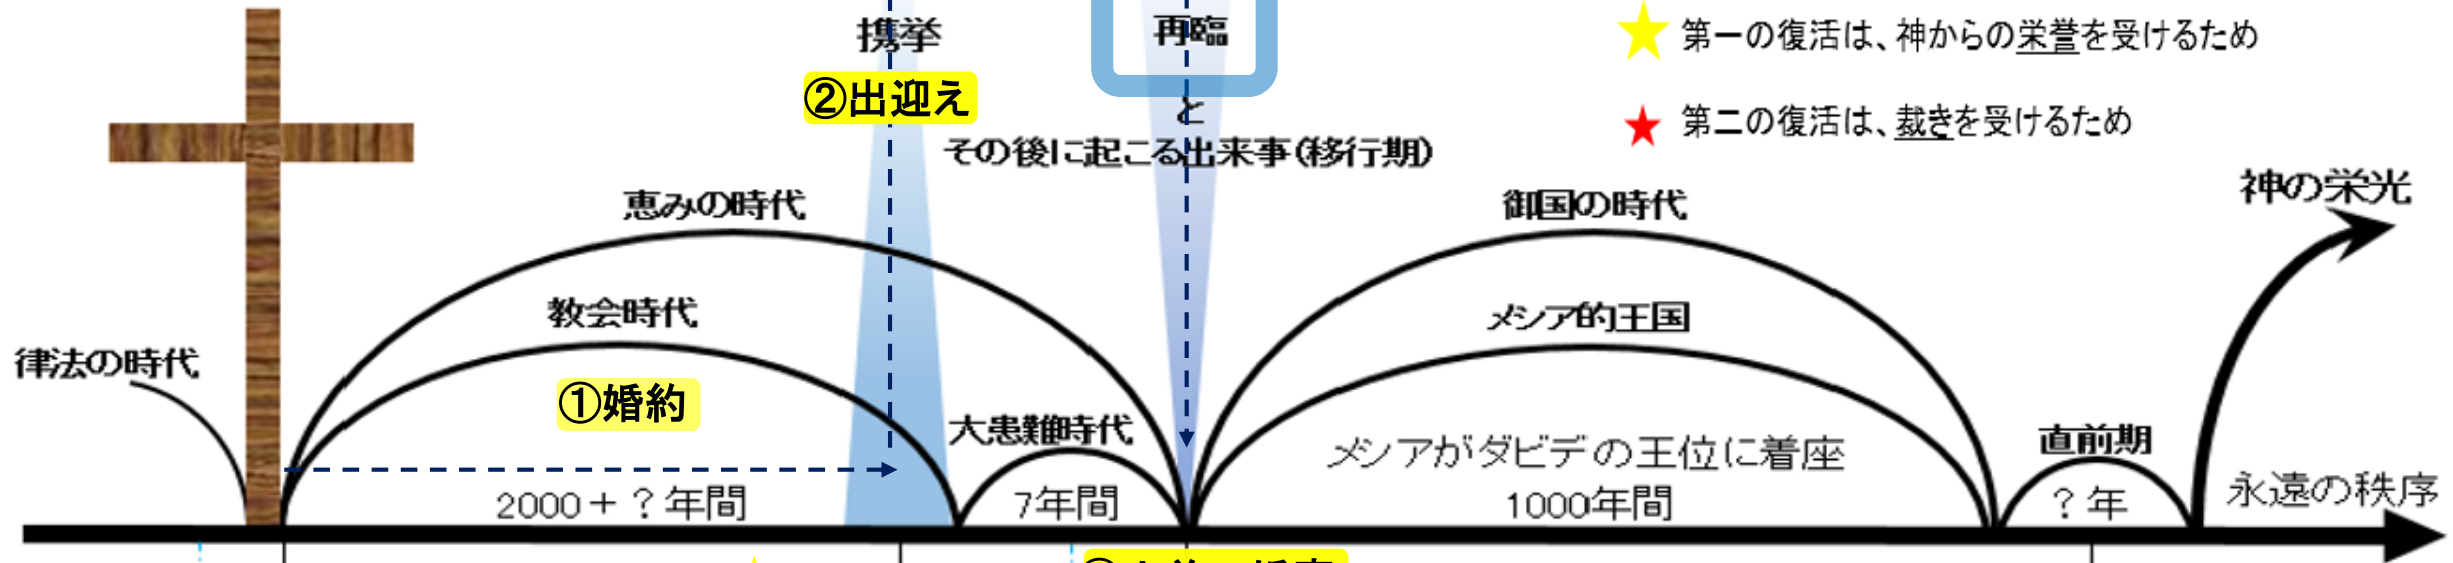 携挙
②出迎え
再臨
と
その後に起こる出来事(移行期)
第一の復活は、神からの栄誉を受けるため
第二の復活は、裁きを受けるため
神の栄光
恵みの時代
御国の時代
教会時代
メシア的王国
律法の時代
①婚約
大患難時代
メシアがダビデの王位に着座
直前期
2000+?年間
7年間
1000年間
?年
永遠の秩序